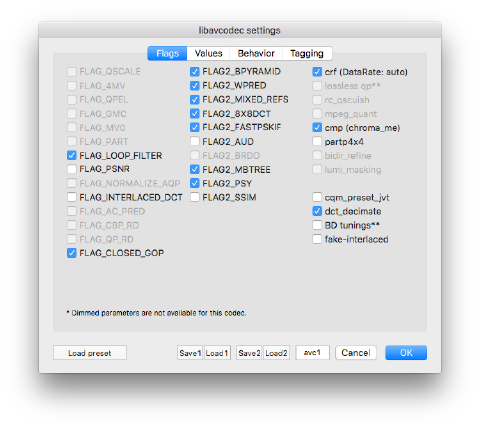 libavcodec settings
Flags Values Behavior Tagging
FLAG_QSCALE FLAG2_BPYRAMID crf (DataRate: auto)
FLAG_4MV FLAG2_WPRED lossless qp**
FLAG_QPEL FLAG2_MIXED_REFS rc_qscuish
FLAG_GMC FLAG2_8X8DCT mpeg_quant
FLAG_MV0 FLAG2_FASTPSKIF cmp (chroma_me)
FLAG_PART FLAG2_AUD partp4x4
FLAG_LOOP_FILTER FLAG2_BRDO bidir_refine
FLAG_PSNR FLAG2_MBTREE lumi_masking
FLAG_NORMALIZE_AQP FLAG2_PSY
FLAG_INTERLACED_DCT FLAG2_SSIM cqm_preset_jvt
FLAG_AC_PRED dct_decimate
FLAG_CBP_RD BD tunings**
FLAG_QP_RD fake-interlaced
FLAG_CLOSED_GOP
* Dimmed parameters are not available for this codec.
Load preset Save1 Load1 Save2 Load2 avc1 Cancel OK